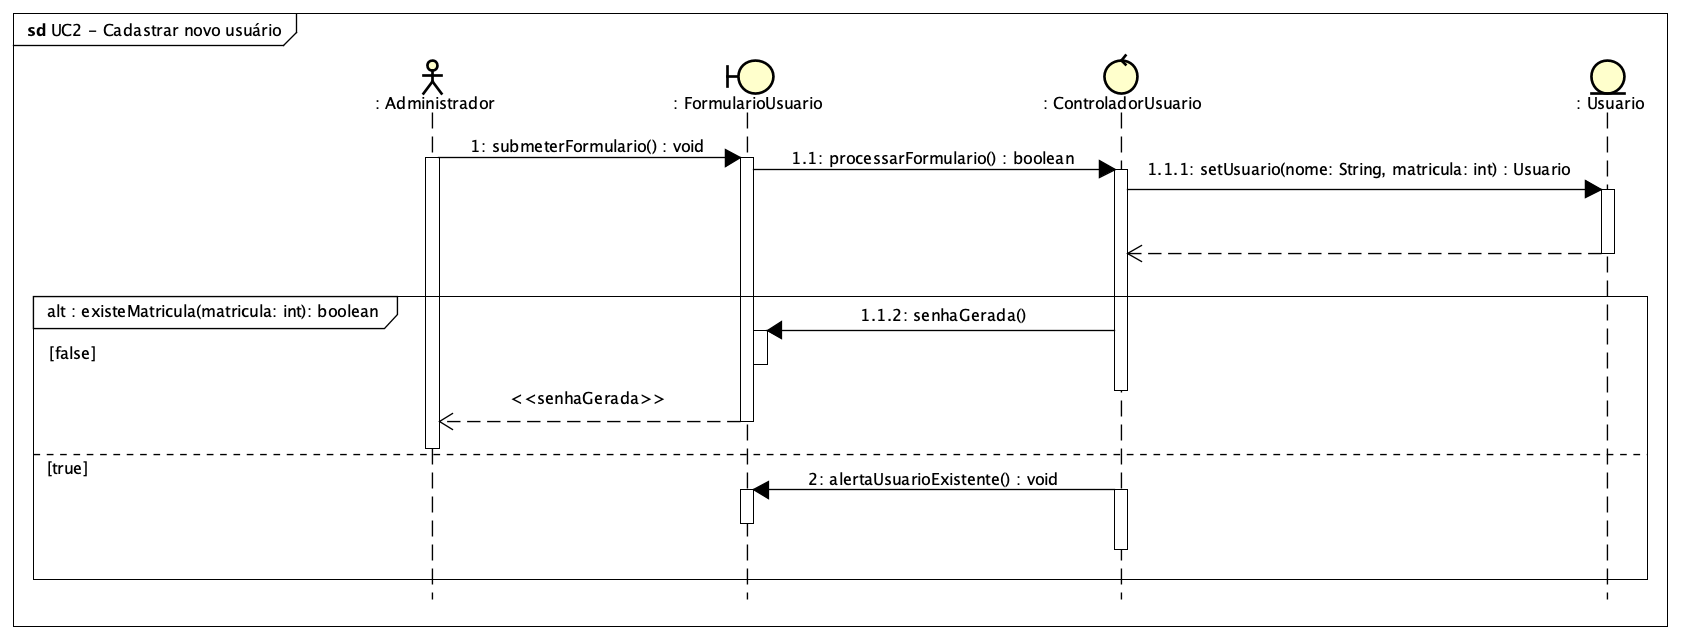 sd UC2 - Cadastrar novo usuário
: Administrador
: FormularioUsuario
: ControladorUsuario
: Usuario
1: submeterFormulario() : void
1.1: processarFormulario() : boolean
1.1.1: setUsuario(nome: String, matricula: int) : Usuario
alt : existeMatricula(matricula: int): boolean
1.1.2: senhaGerada()
[false]
<<senhaGerada>>
[true]
2: alertaUsuarioExistente() : void